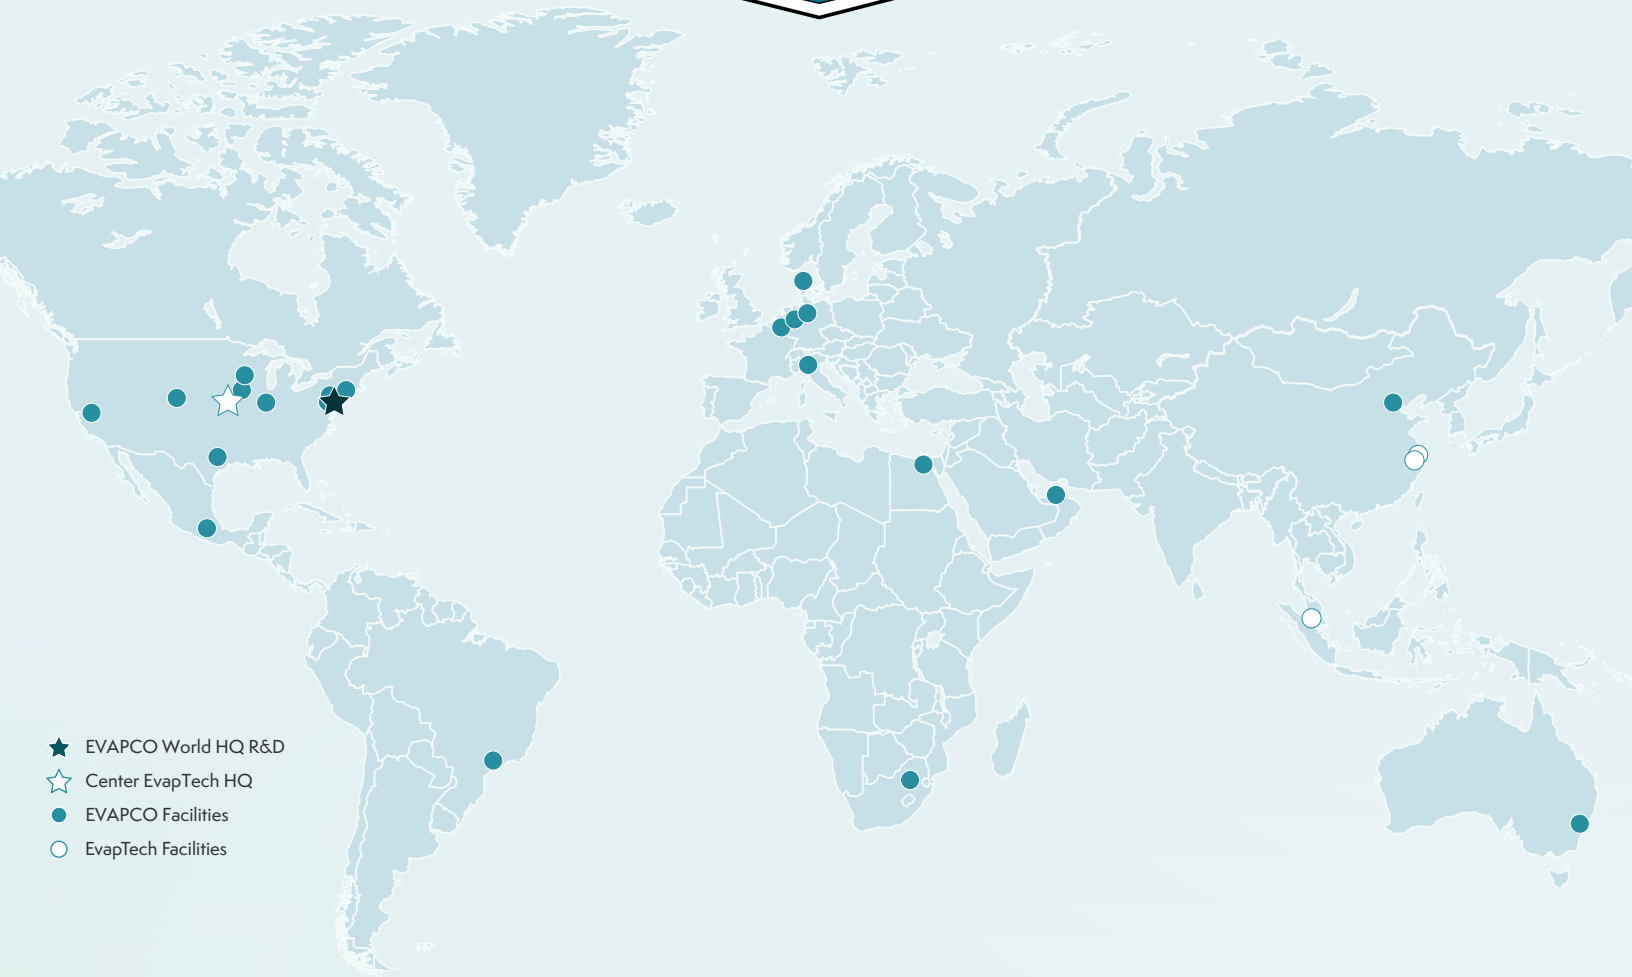 EVAPCO World HQ R&D
Center EvapTech HQ
EVAPCO Facilities
EvapTech Facilities